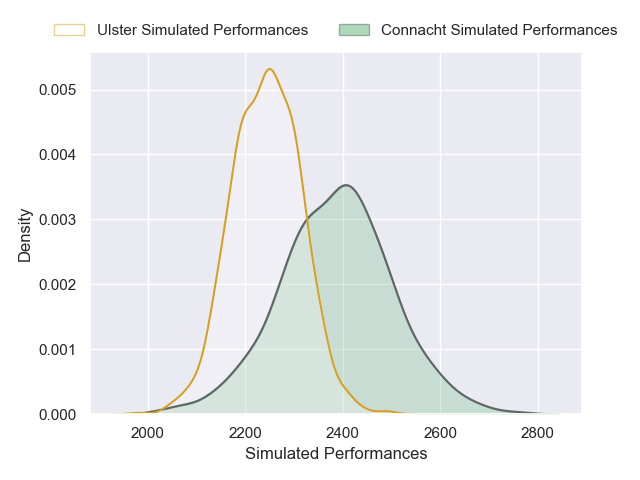 Ulster Simulated Performances
Connacht Simulated Performances
0.005
0.004
0.003
0.002
0.001
0.000
Density
2000
2200
2400
2600
2800
Simulated Performances